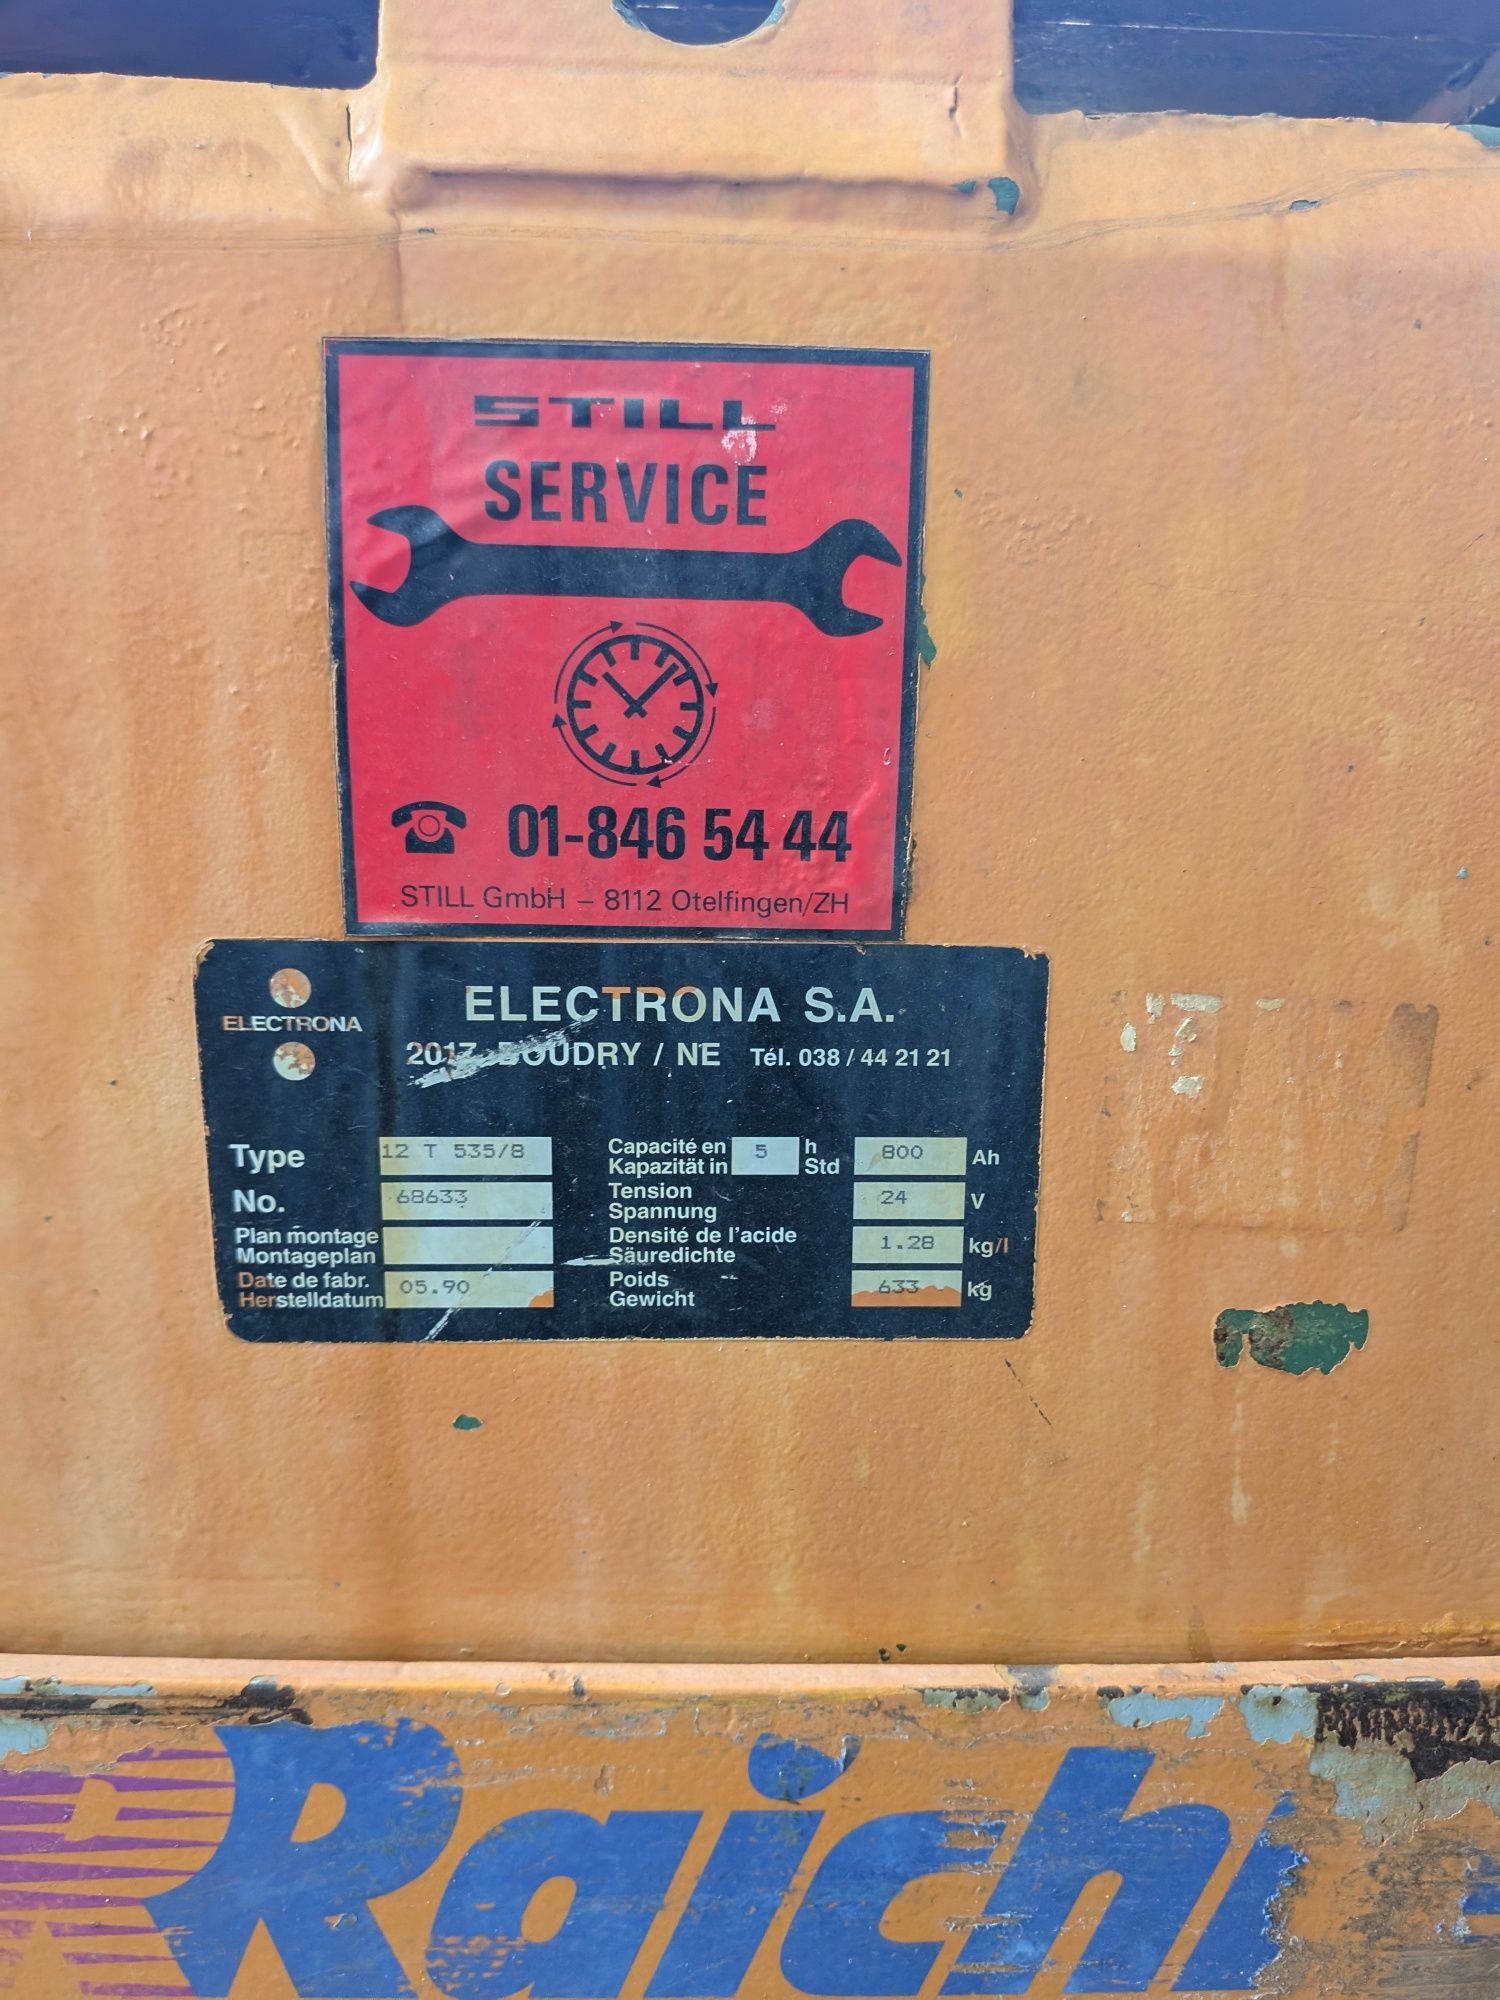 STILL
SERVICE
01-846 54 44
STILL GmbH – 8112 Otelfingen/ZH
ELECTRONA
ELECTRONA S.A.
2017 BOUDRY / NE Tél. 038 / 44 21 21
Type 12 T 535/8
No. 68633
Plan montage
Montageplan
Date de fabr.
Herstelldatum 05.90
Capacité en
Kapazität in 5 h
Std 800 Ah
Tension
Spannung 24 V
Densité de l'acide
Säuredichte 1.28 kg/l
Poids
Gewicht 633 kg
Raichi